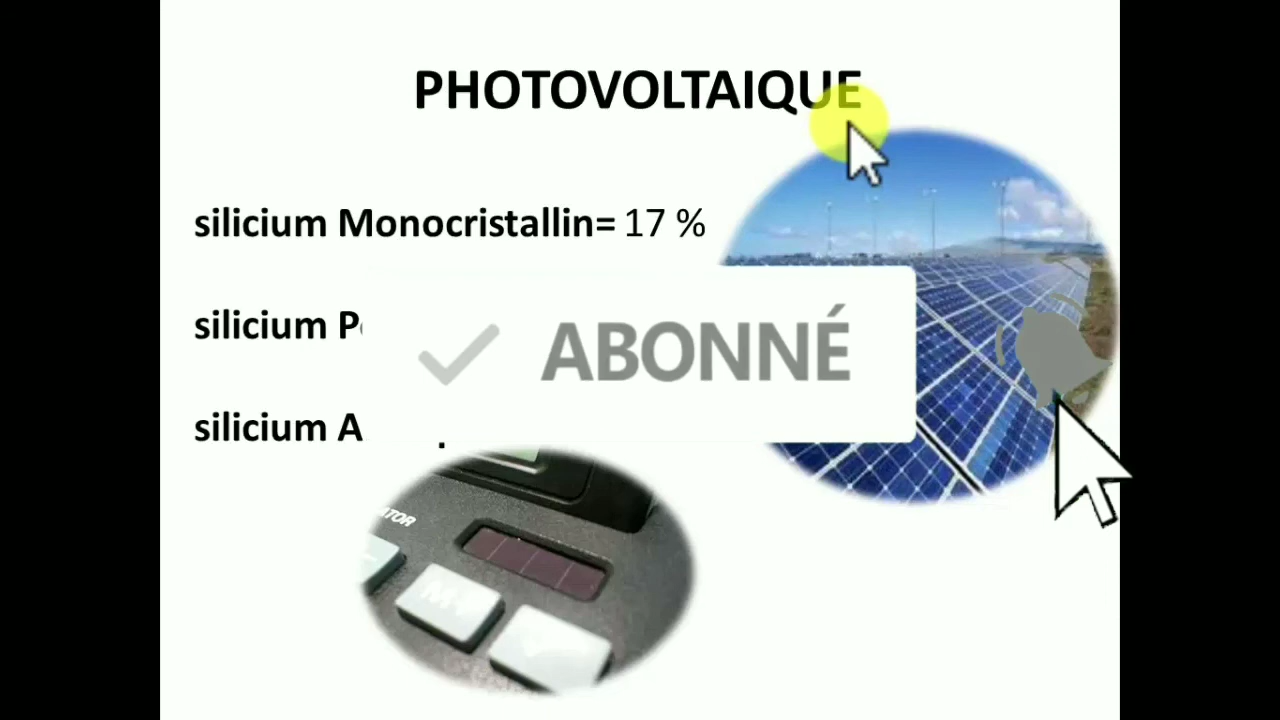 PHOTOVOLTAIQUE
silicium Monocristallin= 17 %
silicium
ABONNÉ
silicium